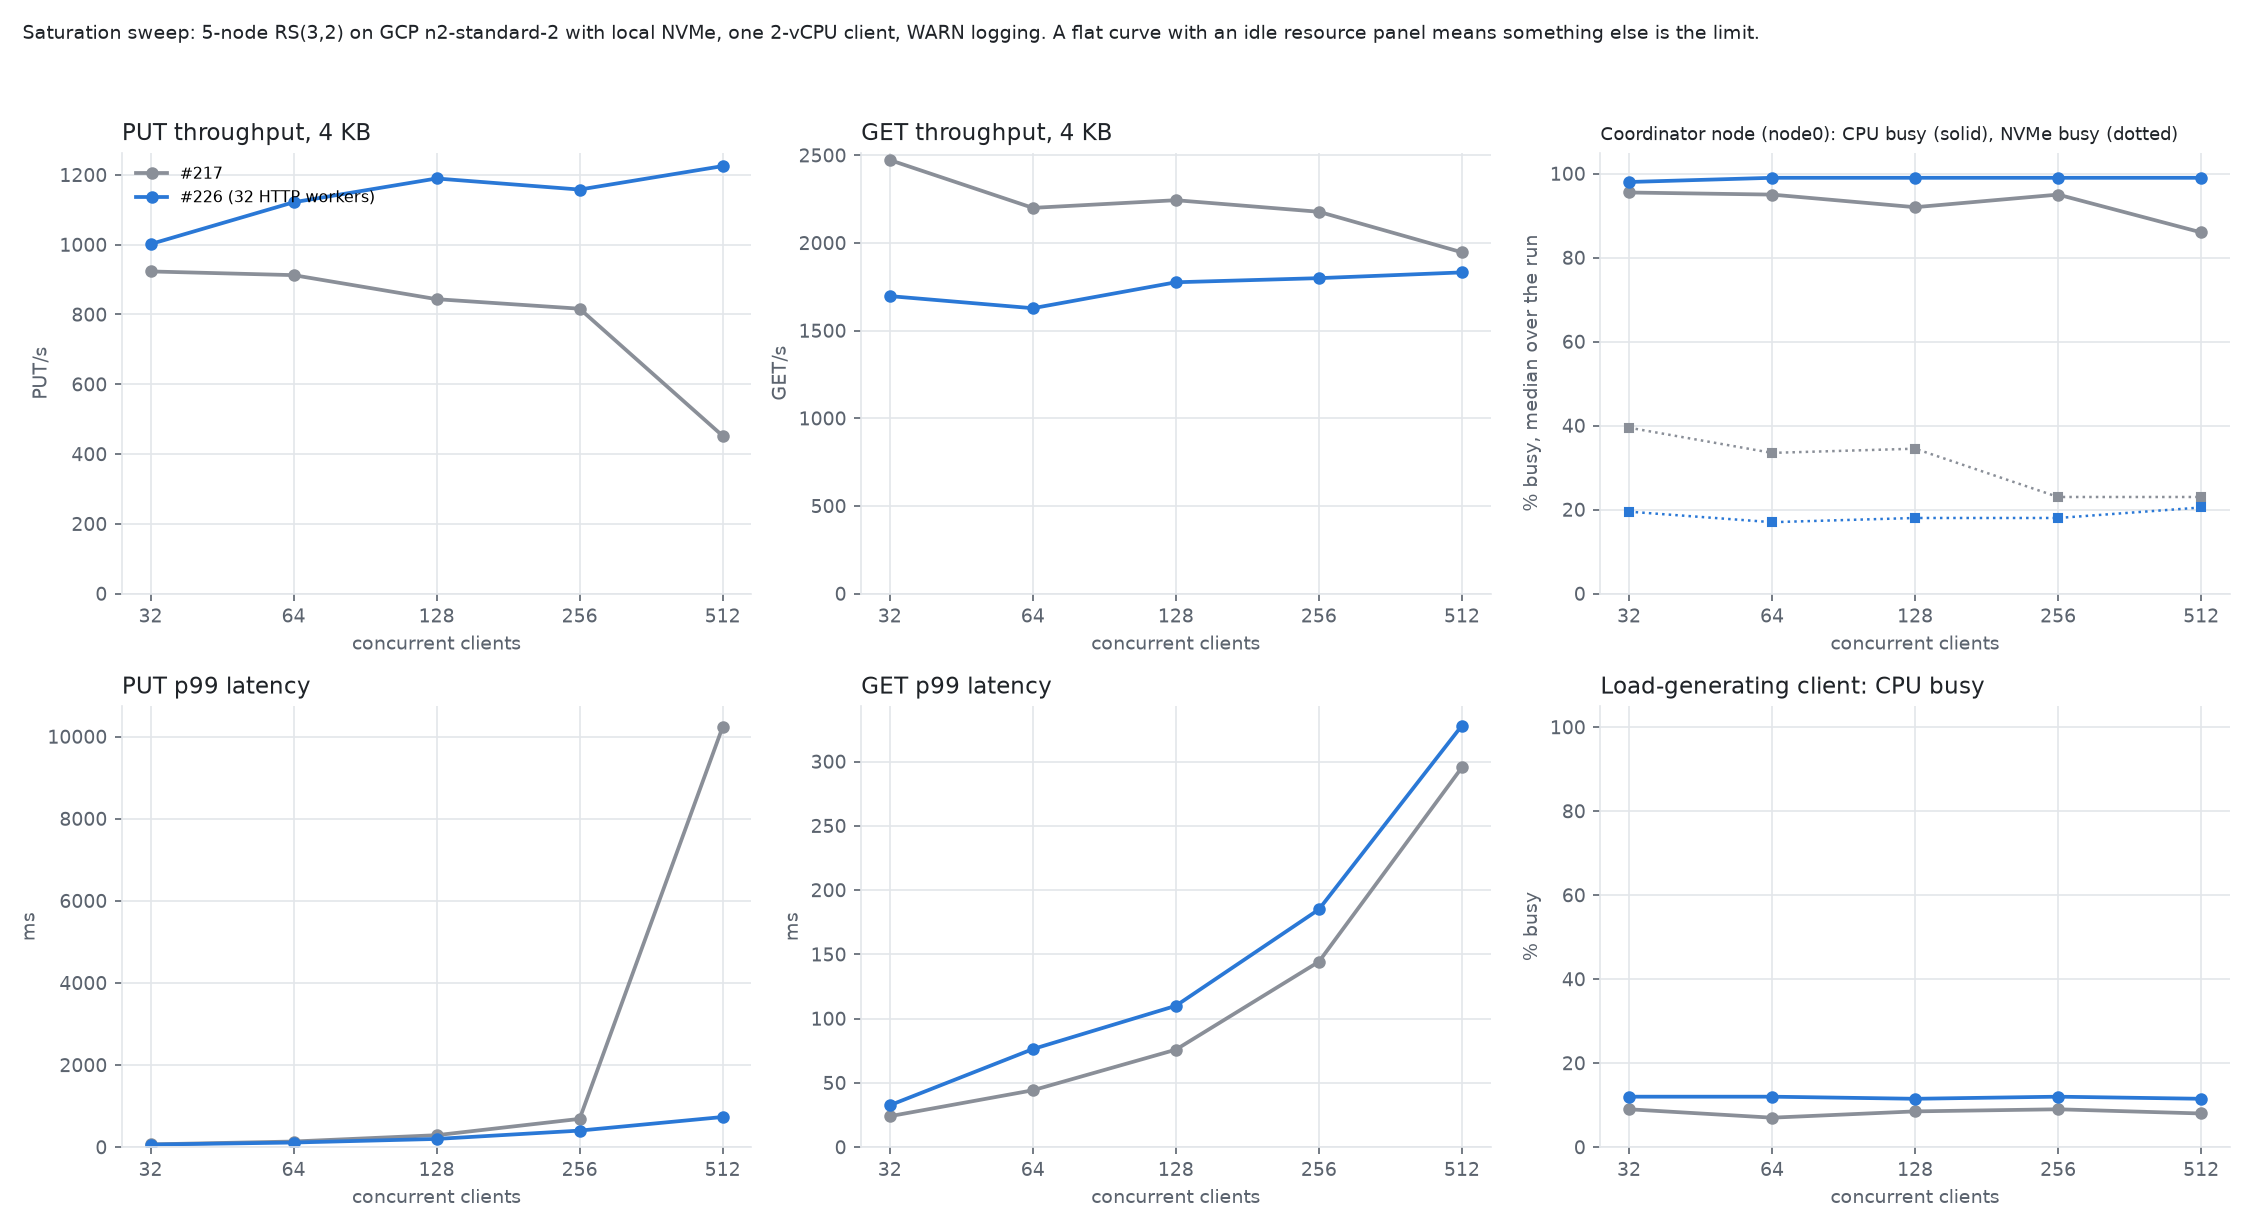 Saturation sweep: 5-node RS(3,2) on GCP n2-standard-2 with local NVMe, one 2-vCPU client, WARN logging. A flat curve with an idle resource panel means something else is the limit.
PUT throughput, 4 KB
#217
#226 (32 HTTP workers)
PUT/s
1200
1000
800
600
400
200
0
32 64 128 256 512
concurrent clients
GET throughput, 4 KB
GET/s
2500
2000
1500
1000
500
0
32 64 128 256 512
concurrent clients
Coordinator node (node0): CPU busy (solid), NVMe busy (dotted)
% busy, median over the run
100
80
60
40
20
0
32 64 128 256 512
concurrent clients
PUT p99 latency
ms
10000
8000
6000
4000
2000
0
32 64 128 256 512
concurrent clients
GET p99 latency
ms
300
250
200
150
100
50
0
32 64 128 256 512
concurrent clients
Load-generating client: CPU busy
% busy
100
80
60
40
20
0
32 64 128 256 512
concurrent clients